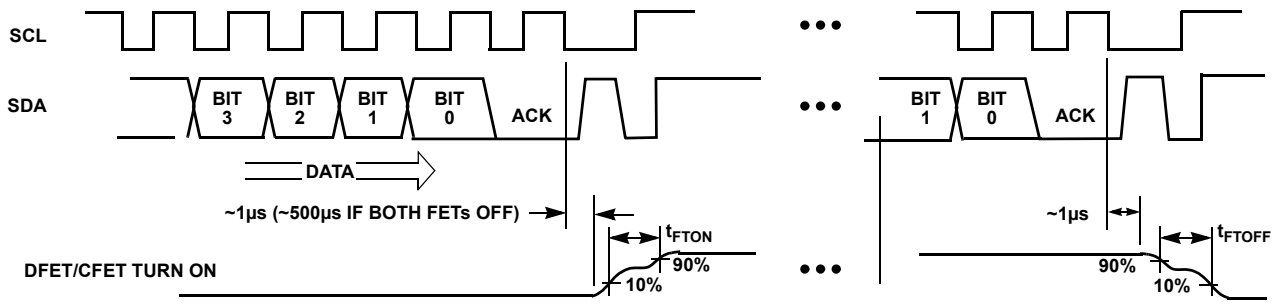 SCL
•••
SDA
BIT
3
BIT
2
BIT
1
BIT
0
ACK
•••
BIT
1
BIT
0
ACK
DATA
~1µs (~500µs IF BOTH FETs OFF)
~1µs
tFTON
tFTOFF
DFET/CFET TURN ON
90%
10%
•••
90%
10%